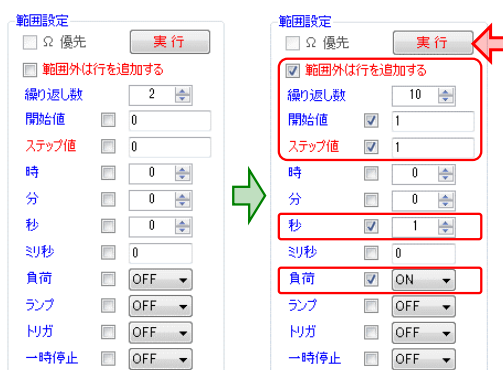 範囲設定
Ω 優先
実 行
範囲外は行を追加する
繰り返し数
2
開始値
0
ステップ値
0
時
0
分
0
秒
0
ミリ秒
0
負荷
OFF
ランプ
OFF
トリガ
OFF
一時停止
OFF
範囲設定
Ω 優先
実 行
範囲外は行を追加する
繰り返し数
10
開始値
1
ステップ値
1
時
0
分
0
秒
1
ミリ秒
0
負荷
ON
ランプ
OFF
トリガ
OFF
一時停止
OFF